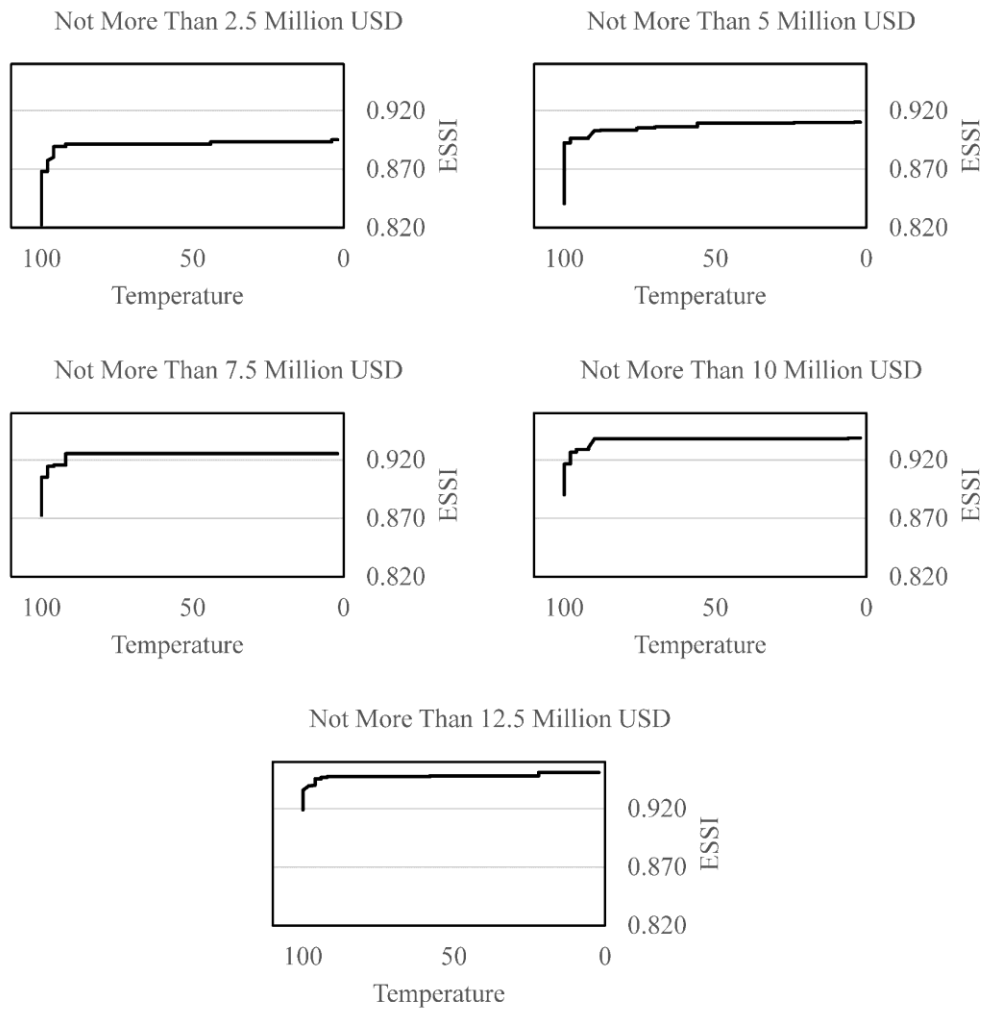 Not More Than 2.5 Million USD
0.920
0.870
0.820
ESSI
100 50 0
Temperature
Not More Than 5 Million USD
0.920
0.870
0.820
ESSI
100 50 0
Temperature
Not More Than 7.5 Million USD
0.920
0.870
0.820
ESSI
100 50 0
Temperature
Not More Than 10 Million USD
0.920
0.870
0.820
ESSI
100 50 0
Temperature
Not More Than 12.5 Million USD
0.920
0.870
0.820
ESSI
100 50 0
Temperature